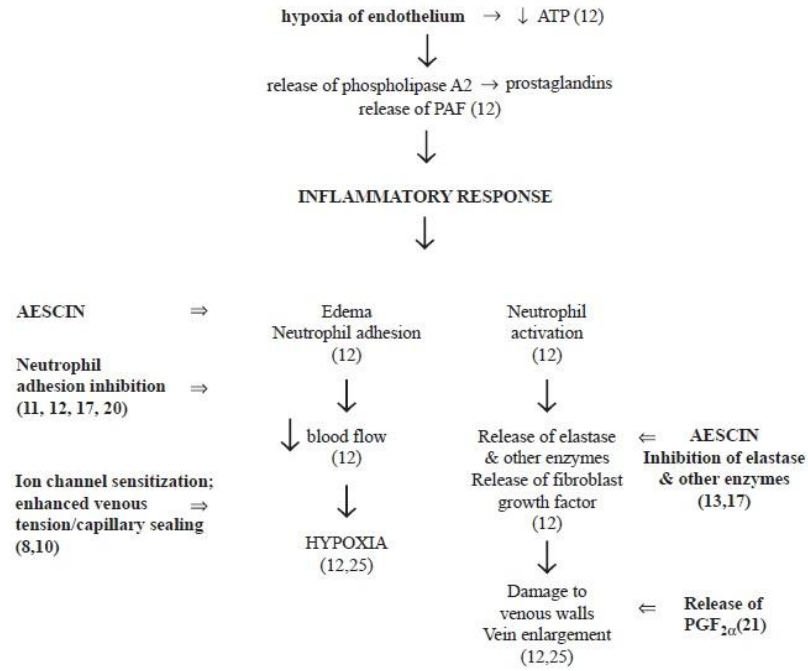 hypoxia of endothelium → ↓ ATP (12)
release of phospholipase A2 → prostaglandins
release of PAF (12)
INFLAMMATORY RESPONSE
AESCIN ⇒
Edema
Neutrophil adhesion
(12)
Neutrophil
activation
(12)
Neutrophil
adhesion inhibition ⇒
(11, 12, 17, 20)
↓ blood flow
(12)
Release of elastase
& other enzymes
Release of fibroblast
growth factor
(12)
⇐ AESCIN
Inhibition of elastase
& other enzymes
(13,17)
Ion channel sensitization;
enhanced venous ⇒
tension/capillary sealing
(8,10)
HYPOXIA
(12,25)
Damage to
venous walls
Vein enlargement
(12,25)
⇐ Release of
PGF2α(21)